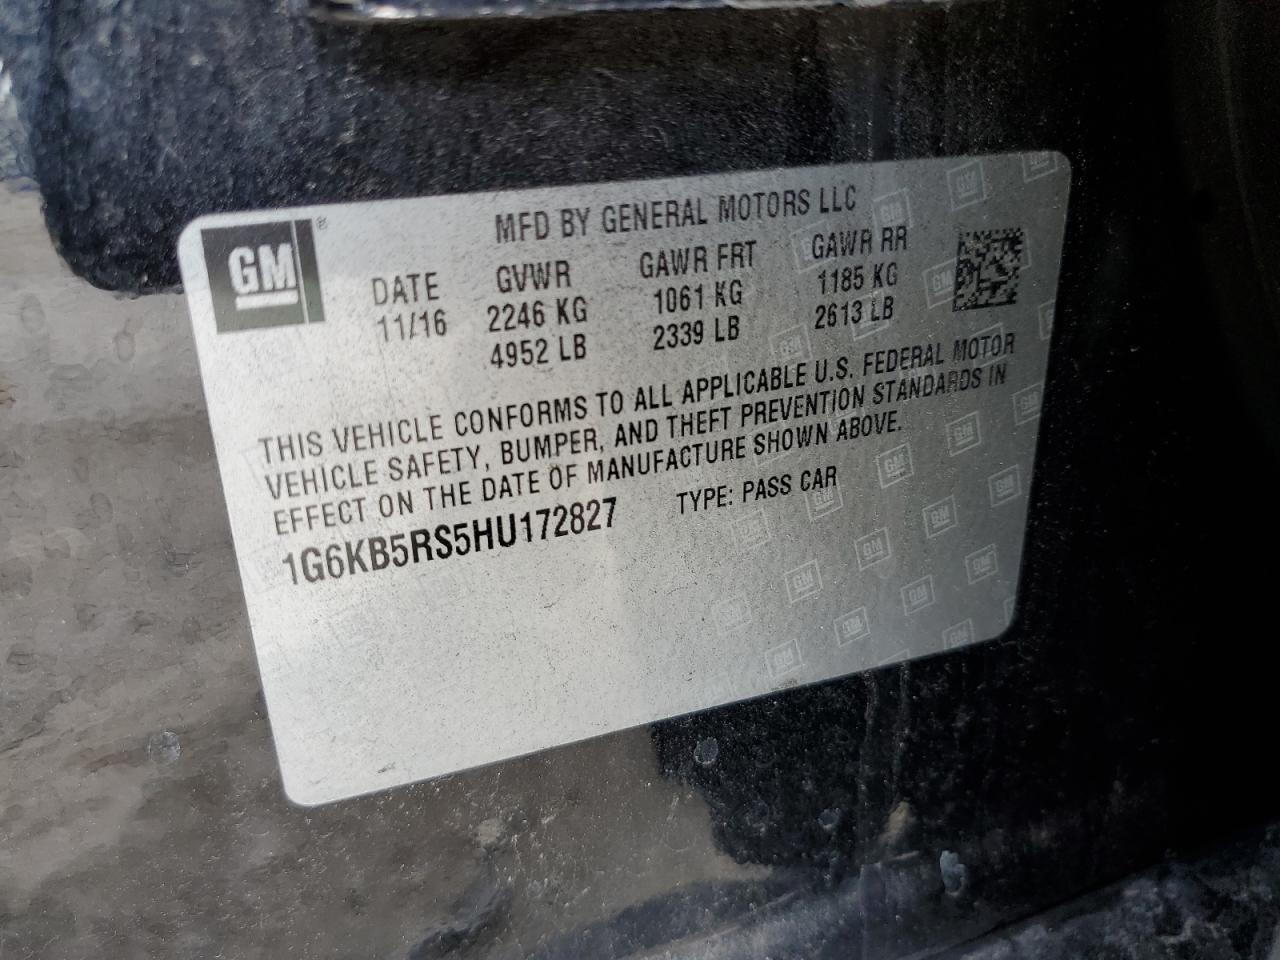 GM®
MFD BY GENERAL MOTORS LLC
DATE GVWR GAWR FRT GAWR RR
11/16 2246 KG 1061 KG 1185 KG
4952 LB 2339 LB 2613 LB
THIS VEHICLE CONFORMS TO ALL APPLICABLE U.S. FEDERAL MOTOR
VEHICLE SAFETY, BUMPER, AND THEFT PREVENTION STANDARDS IN
EFFECT ON THE DATE OF MANUFACTURE SHOWN ABOVE.
1G6KB5RS5HU172827 TYPE: PASS CAR